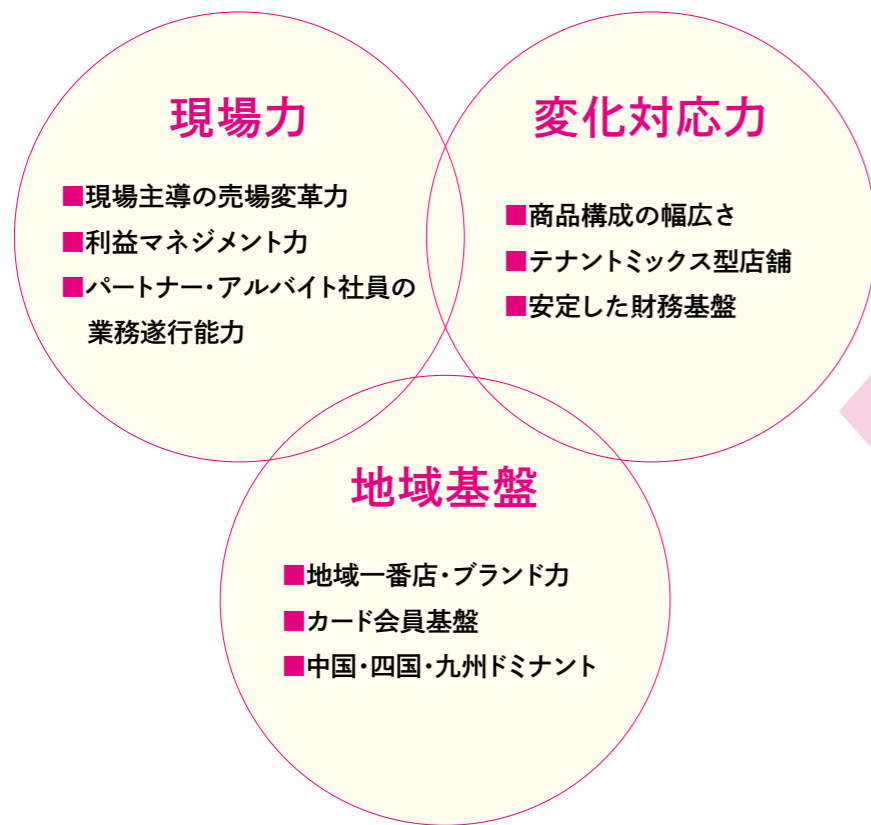 現場力
■現場主導の売場変革力
■利益マネジメント力
■パートナー・アルバイト社員の
業務遂行能力
変化対応力
■商品構成の幅広さ
■テナントミックス型店舗
■安定した財務基盤
地域基盤
■地域一番店・ブランド力
■カード会員基盤
■中国・四国・九州ドミナント